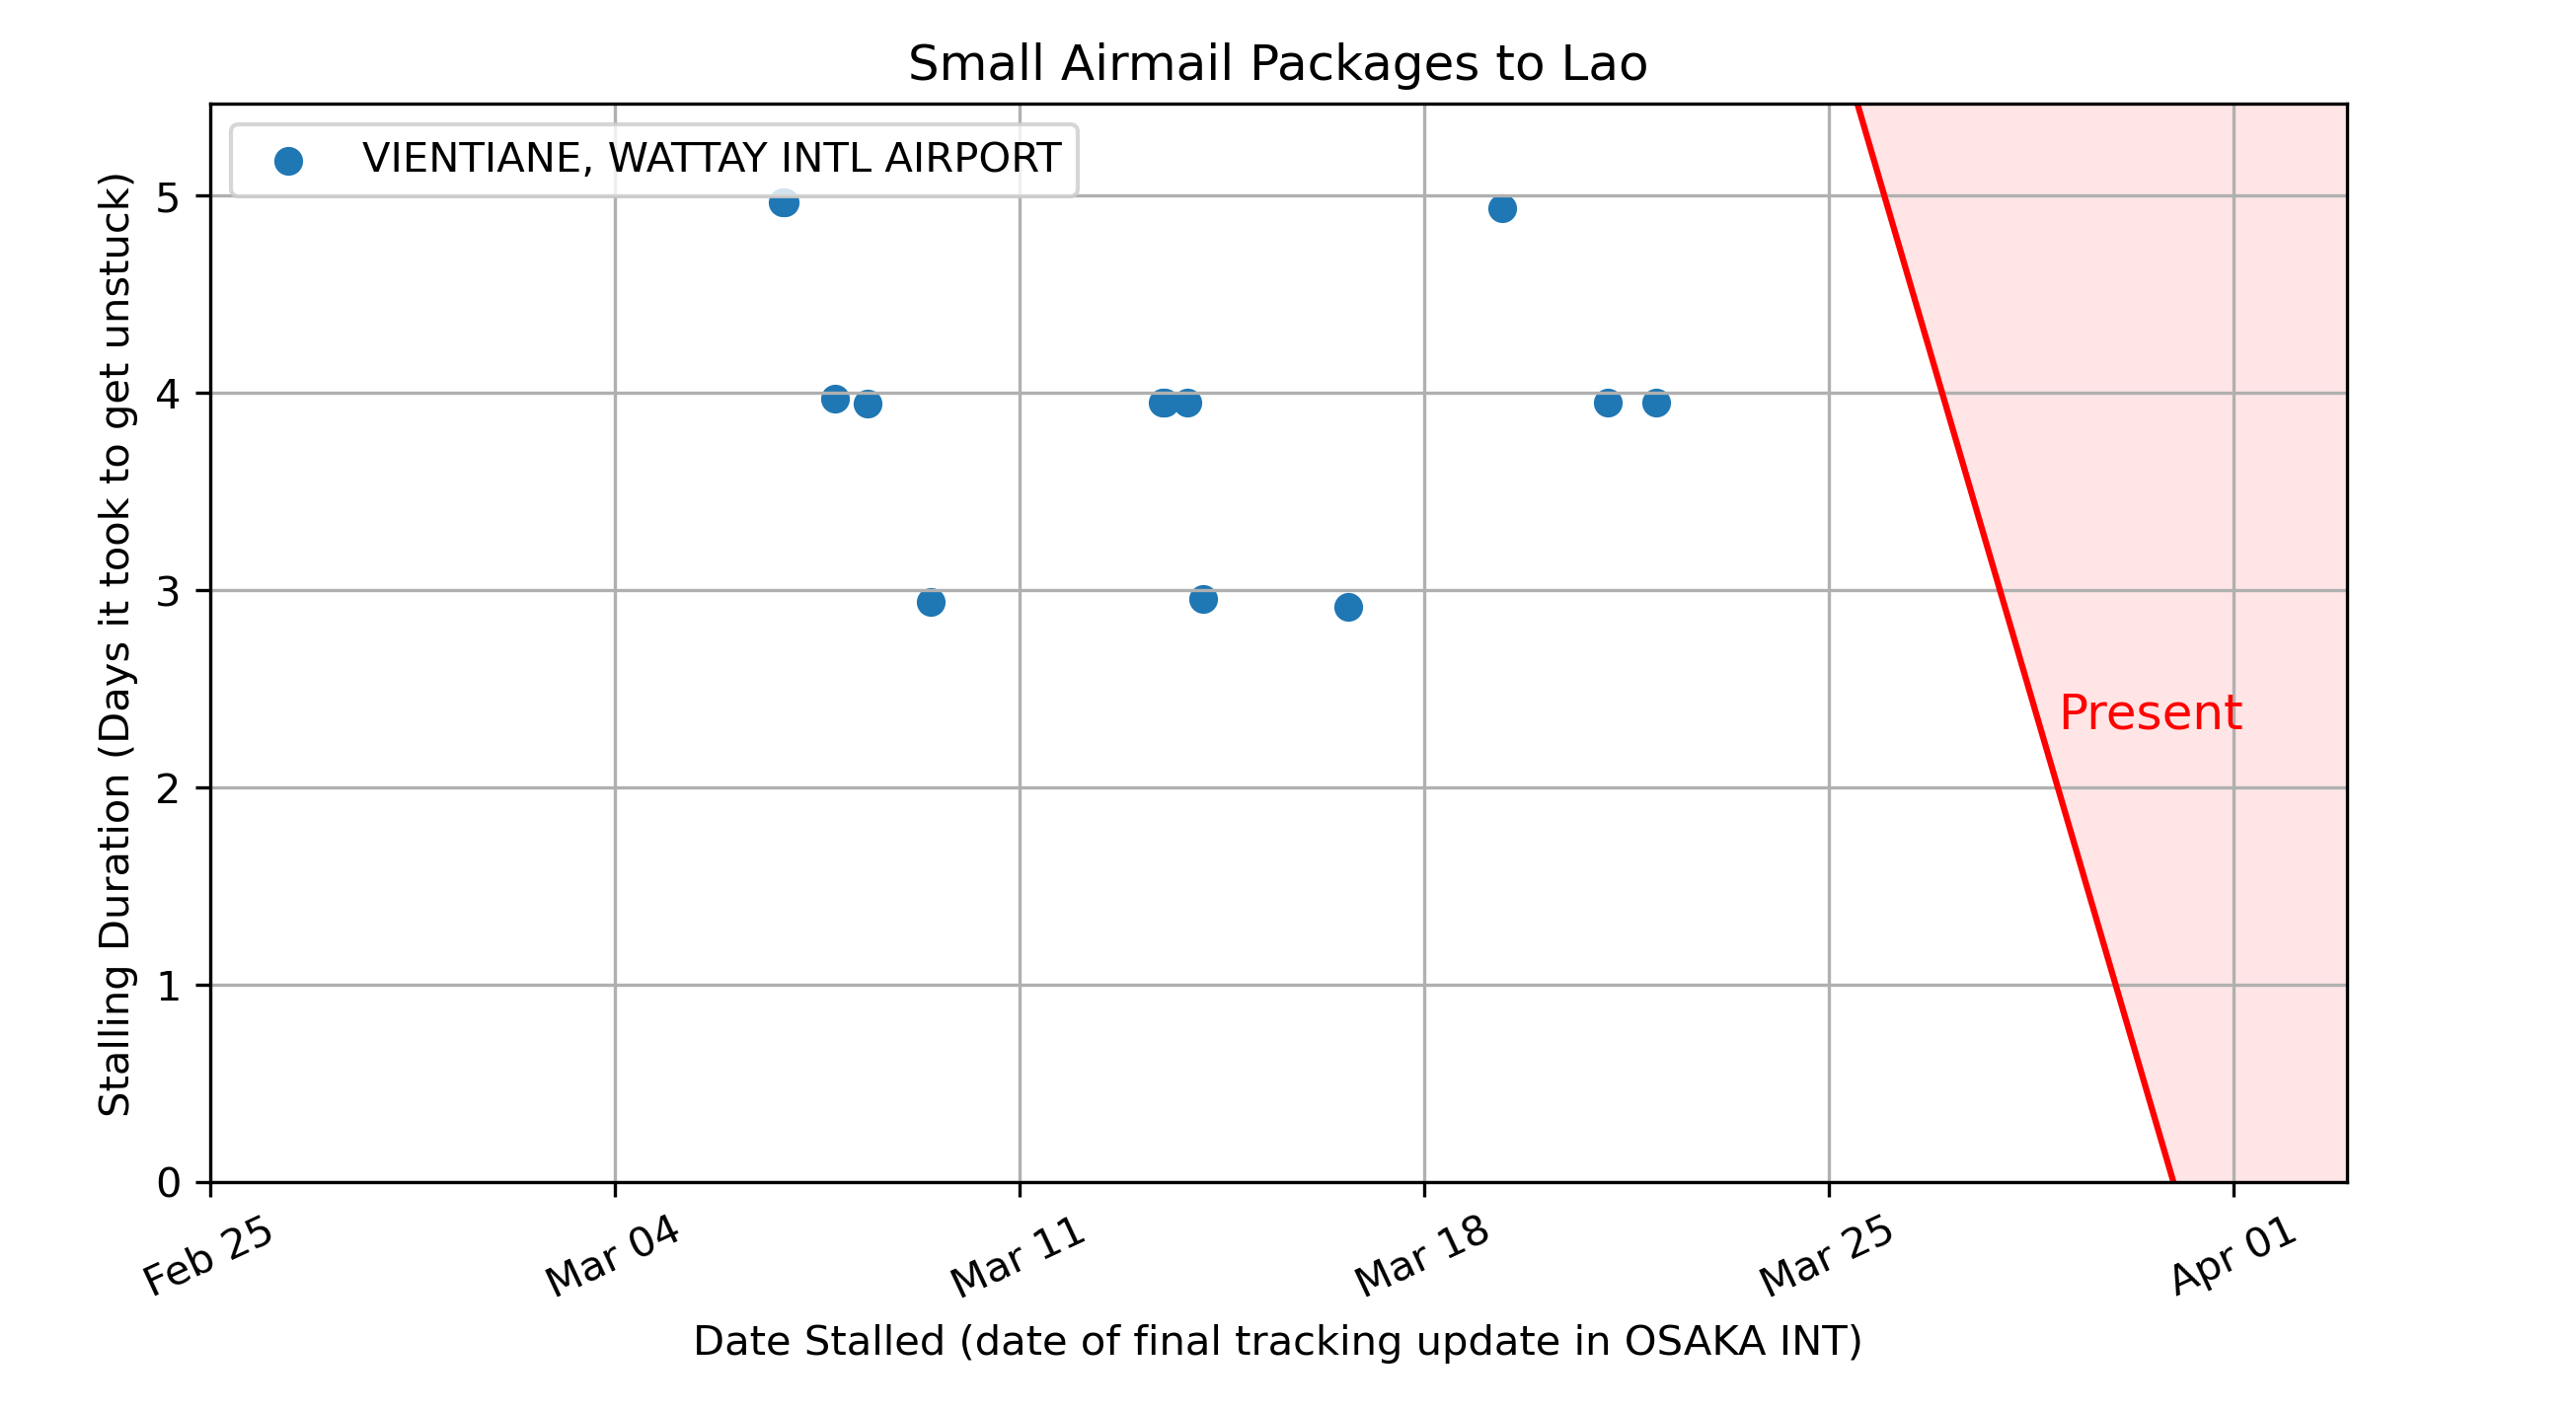 Small Airmail Packages to Lao
VIENTIANE, WATTAY INTL AIRPORT
Stalling Duration (Days it took to get unstuck)
5
4
3
2
1
0
Present
Feb 25
Mar 04
Mar 11
Mar 18
Mar 25
Apr 01
Date Stalled (date of final tracking update in OSAKA INT)